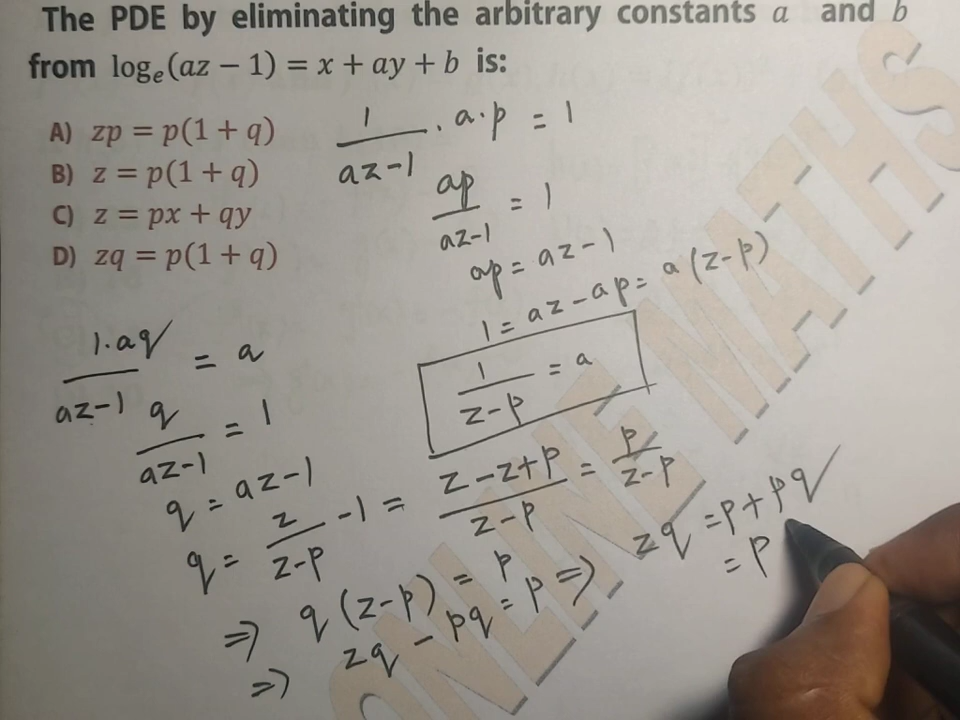 The PDE by eliminating the arbitrary constants a and b
from logₑ(az − 1) = x + ay + b is:
A) zp = p(1 + q)
B) z = p(1 + q)
C) z = px + qy
D) zq = p(1 + q)
1/(az-1) . a.p = 1
ap/(az-1) = 1
ap = az-1
1 = az-ap = a(z-p)
1/(z-p) = a
1.aq/(az-1) = a
q/(az-1) = 1
q = az-1
q = z/(z-p) -1 = (z-z+p)/(z-p) = p/(z-p)
⇒ q(z-p) = p
⇒ zq - pq = p ⇒ zq = p+pq
= p
ONLINE MATHS